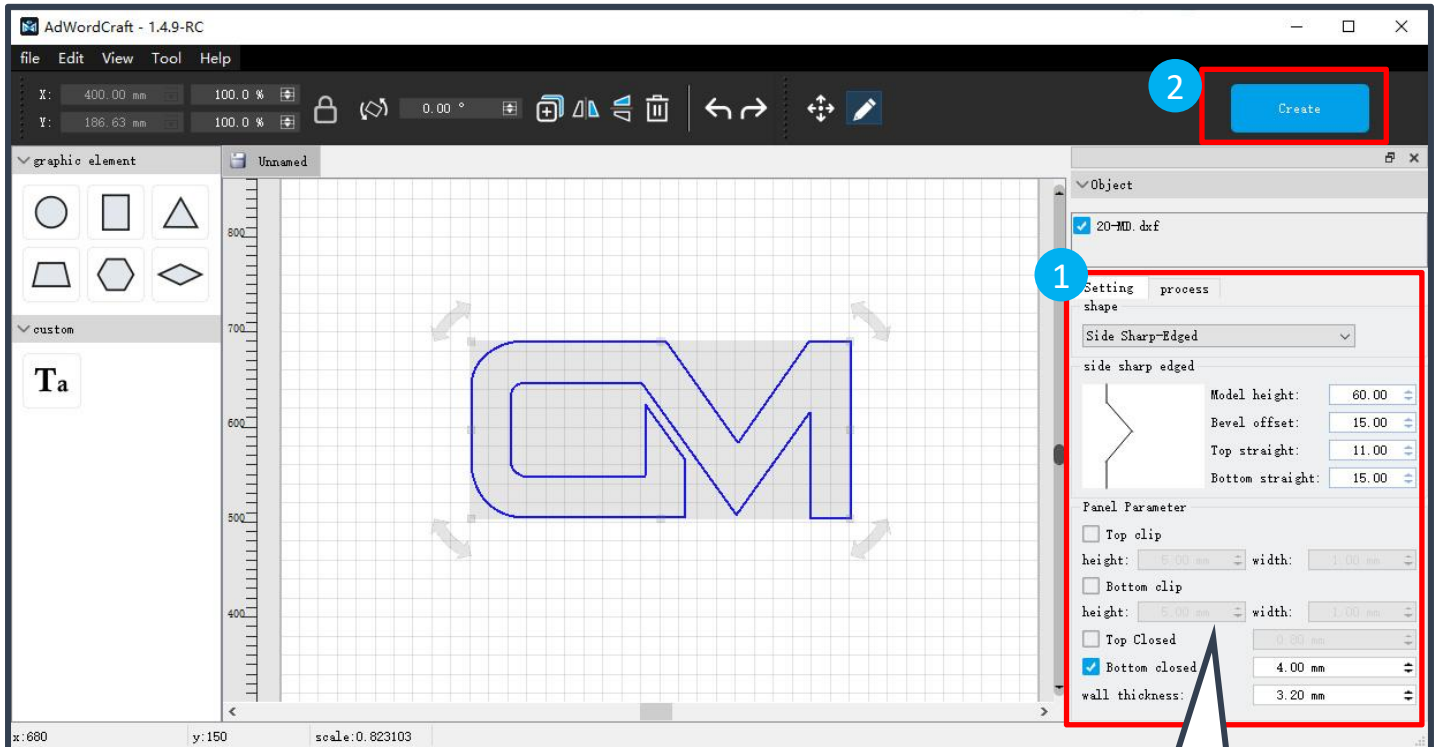 AdWordCraft - 1.4.9-RC
file Edit View Tool Help
X: 400.00 mm 100.0 % 0.00 °
Y: 186.63 mm 100.0 %
2
Create
graphic element
Unnamed
Object
20-MD.dxf
1
Setting process
shape
Side Sharp-Edged
side sharp edged
Model height: 60.00
Bevel offset: 15.00
Top straight: 11.00
Bottom straight: 15.00
Panel Parameter
Top clip
height: 5.00 mm width: 1.00 mm
Bottom clip
height: 5.00 mm width: 1.00 mm
Top Closed 0.80 mm
Bottom closed 4.00 mm
wall thickness: 3.20 mm
custom
Ta
800
700
600
500
400
x:680 y:150 scale:0.823103